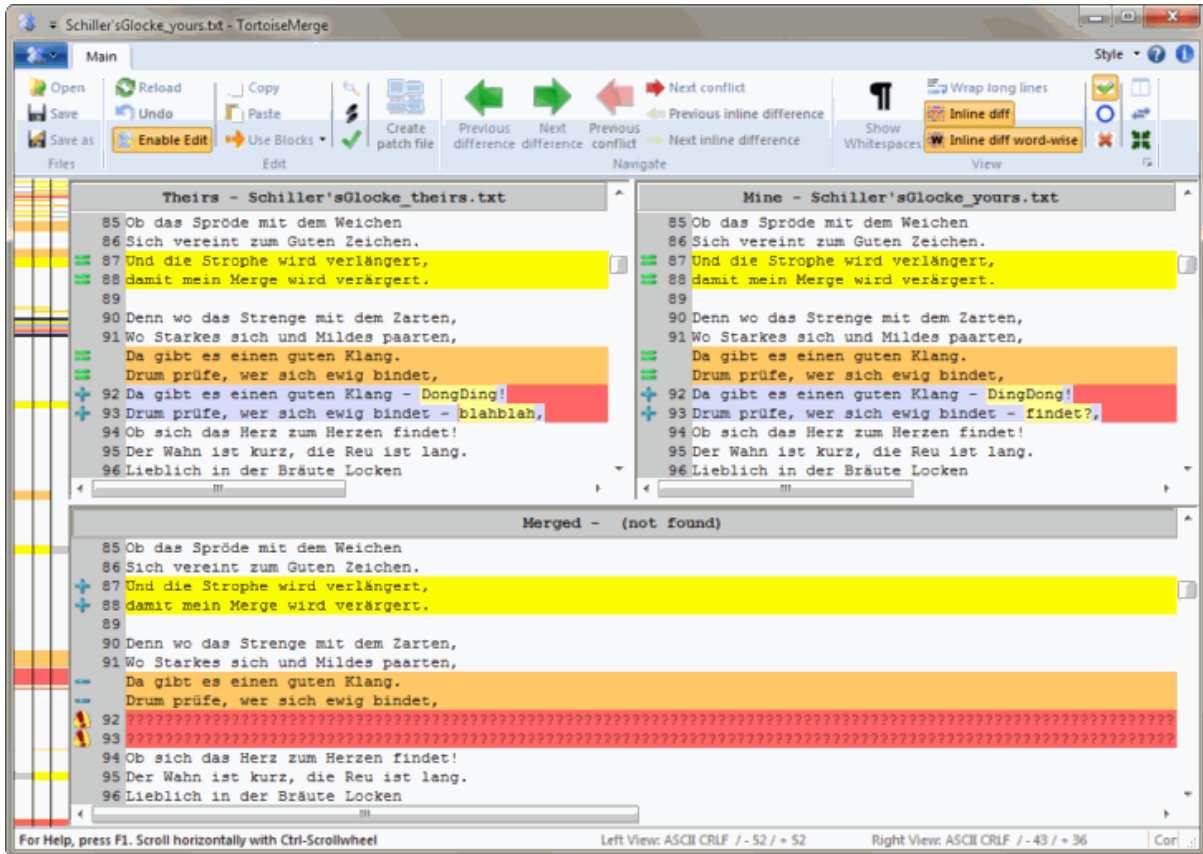 Schiller'sGlocke_yours.txt - TortoiseMerge
Main
Style
Open
Reload
Copy
Next conflict
Wrap long lines
Save
Undo
Paste
Previous inline difference
Inline diff
Save as
Enable Edit
Use Blocks
Create patch file
Previous difference
Next difference
Previous conflict
Next inline difference
Show Whitespaces
Inline diff word-wise
Files
Edit
Navigate
View
Theirs - Schiller'sGlocke_theirs.txt
85 Ob das Spröde mit dem Weichen
86 Sich vereint zum Guten Zeichen.
87 Und die Strophe wird verlängert,
88 damit mein Merge wird verärgert.
89
90 Denn wo das Strenge mit dem Zarten,
91 Wo Starkes sich und Mildes paarten,
Da gibt es einen guten Klang.
Drum prüfe, wer sich ewig bindet,
92 Da gibt es einen guten Klang - DongDing!
93 Drum prüfe, wer sich ewig bindet - blahblah,
94 Ob sich das Herz zum Herzen findet!
95 Der Wahn ist kurz, die Reu ist lang.
96 Lieblich in der Bräute Locken
Mine - Schiller'sGlocke_yours.txt
85 Ob das Spröde mit dem Weichen
86 Sich vereint zum Guten Zeichen.
87 Und die Strophe wird verlängert,
88 damit mein Merge wird verärgert.
89
90 Denn wo das Strenge mit dem Zarten,
91 Wo Starkes sich und Mildes paarten,
Da gibt es einen guten Klang.
Drum prüfe, wer sich ewig bindet,
92 Da gibt es einen guten Klang - DingDong!
93 Drum prüfe, wer sich ewig bindet - findet?,
94 Ob sich das Herz zum Herzen findet!
95 Der Wahn ist kurz, die Reu ist lang.
96 Lieblich in der Bräute Locken
Merged - (not found)
85 Ob das Spröde mit dem Weichen
86 Sich vereint zum Guten Zeichen.
87 Und die Strophe wird verlängert,
88 damit mein Merge wird verärgert.
89
90 Denn wo das Strenge mit dem Zarten,
91 Wo Starkes sich und Mildes paarten,
Da gibt es einen guten Klang.
Drum prüfe, wer sich ewig bindet,
92
93
94 Ob sich das Herz zum Herzen findet!
95 Der Wahn ist kurz, die Reu ist lang.
96 Lieblich in der Bräute Locken
For Help, press F1. Scroll horizontally with Ctrl-Scrollwheel
Left View: ASCII CRLF / - 52 / + 52
Right View: ASCII CRLF / - 43 / + 36